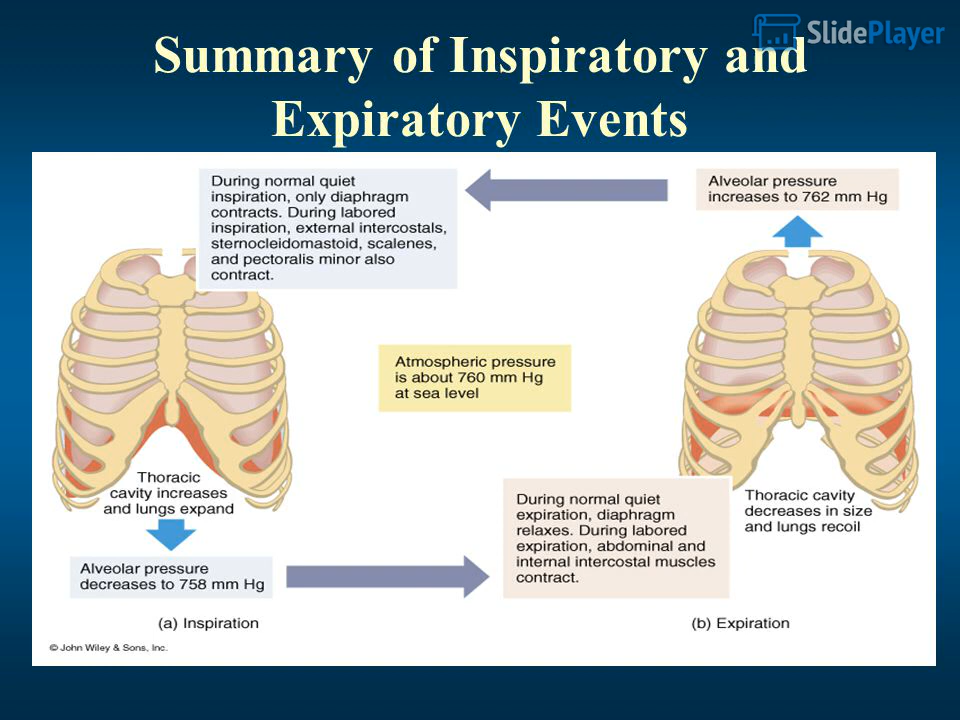 SlidePlayer
Summary of Inspiratory and
Expiratory Events
During normal quiet
inspiration, only diaphragm
contracts. During labored
inspiration, external intercostals,
sternocleidomastoid, scalenes,
and pectoralis minor also
contract.
Alveolar pressure
increases to 762 mm Hg
Atmospheric pressure
is about 760 mm Hg
at sea level
Thoracic
cavity increases
and lungs expand
During normal quiet
expiration, diaphragm
relaxes. During labored
expiration, abdominal and
internal intercostal muscles
contract.
Thoracic cavity
decreases in size
and lungs recoil
Alveolar pressure
decreases to 758 mm Hg
(a) Inspiration
(b) Expiration
© John Wiley & Sons, Inc.